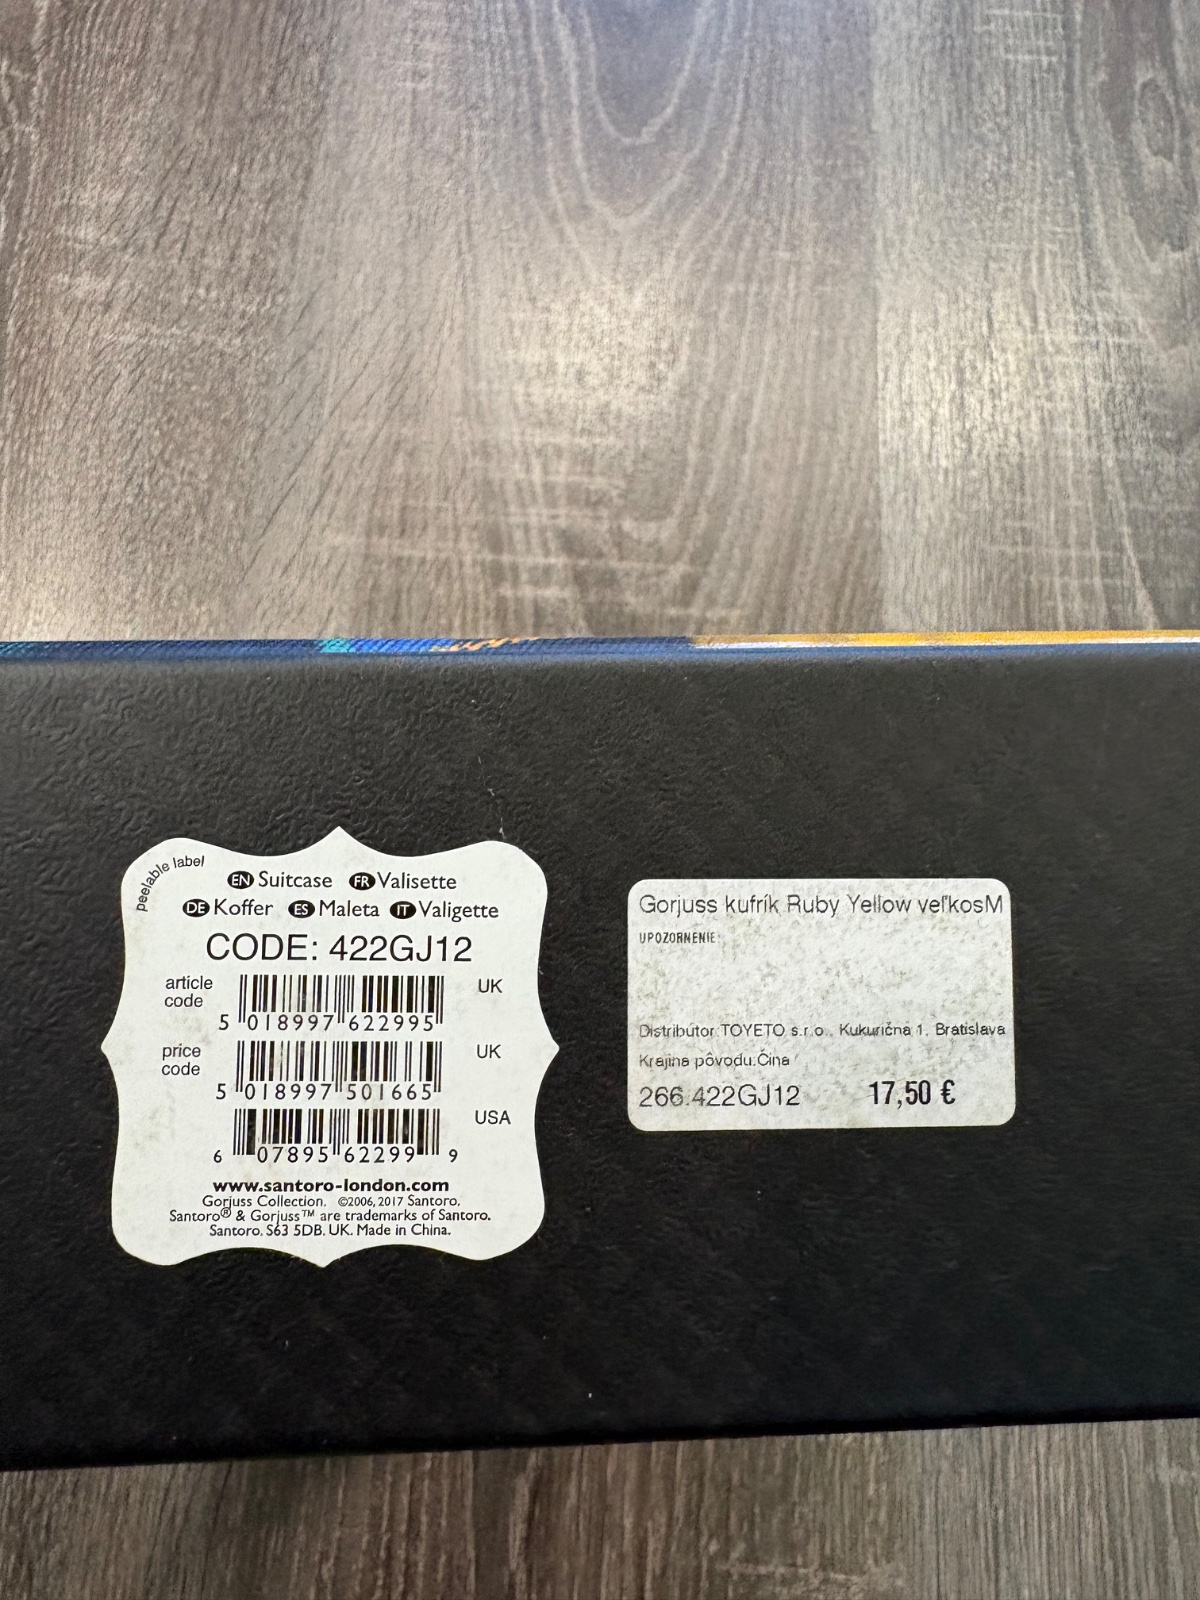 peelable label
EN Suitcase FR Valisette
DE Koffer ES Maleta IT Valigette
CODE: 422GJ12
article code UK
5 018997 622995
price code UK
5 018997 501665
USA
6 07895 62299 9
www.santoro-london.com
Gorjuss Collection. ©2006, 2017 Santoro.
Santoro® & Gorjuss™ are trademarks of Santoro.
Santoro. S63 5DB. UK. Made in China.
Gorjuss kufrík Ruby Yellow veľkosM
UPOZORNENIE:
Distribútor:TOYETO s.r.o., Kukuričná 1, Bratislava
Krajina pôvodu:Čína
266.422GJ12 17,50 €